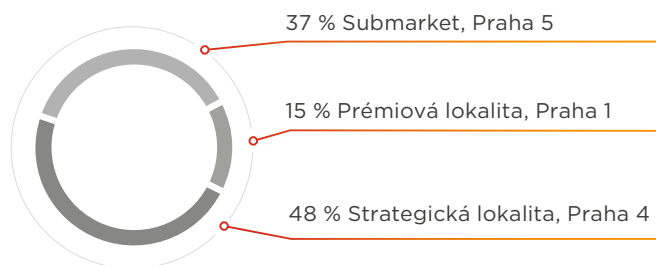 37 % Submarket, Praha 5
15 % Prémiová lokalita, Praha 1
48 % Strategická lokalita, Praha 4